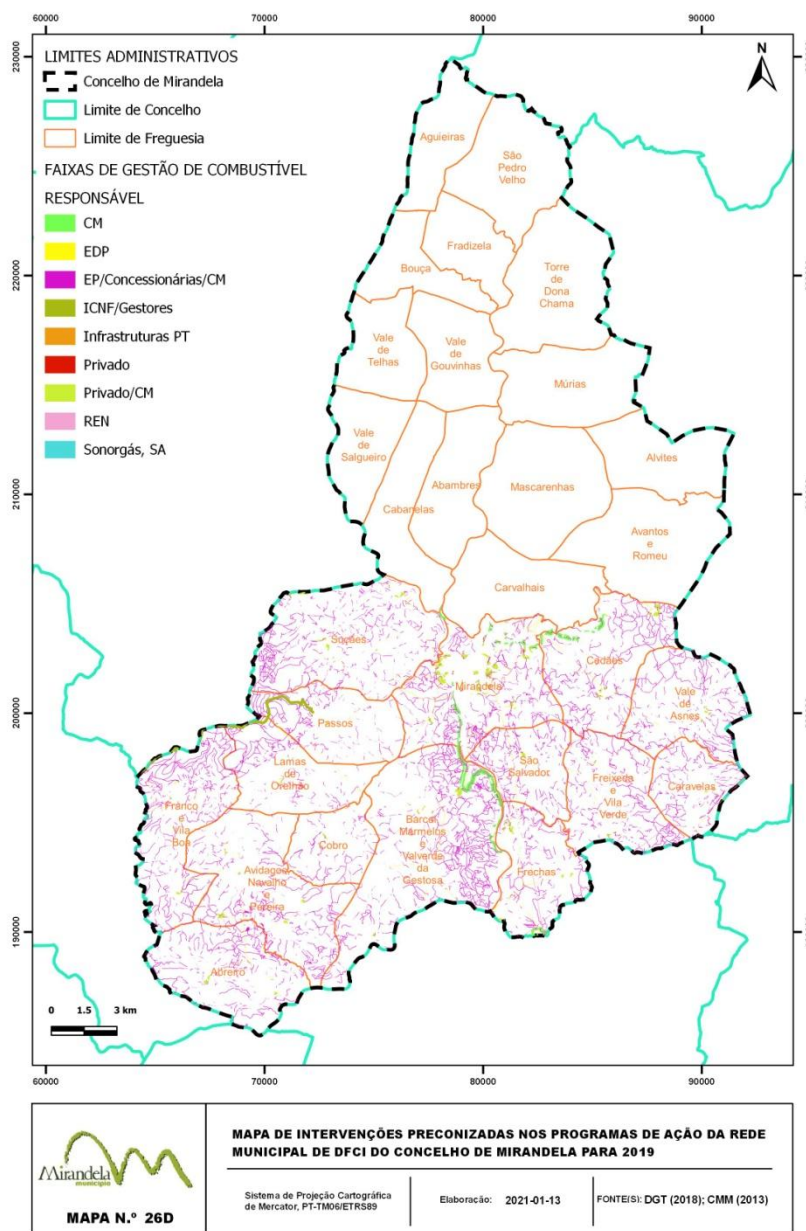 60000 70000 80000 90000
230000
220000
210000
200000
190000
LIMITES ADMINISTRATIVOS
Concelho de Mirandela
Limite de Concelho
Limite de Freguesia
FAIXAS DE GESTÃO DE COMBUSTÍVEL
RESPONSÁVEL
CM
EDP
EP/Concessionárias/CM
ICNF/Gestores
Infrastruturas PT
Privado
Privado/CM
REN
Sonorgás, SA
N
Aguieiras
São
Pedro
Velho
Fradizela
Bouça
Torre
de
Dona
Chama
Vale
de
Telhas
Vale
de
Gouvinhas
Múrias
Vale
de
Salgueiro
Alvites
Abambres
Mascarenhas
Cabanelas
Avantos
e
Romeu
Carvalhais
Sucães
Cedães
Mirandela
Vale
de
Asnes
Passos
Lamas
de
Orelhão
São
Salvador
Freixeda
e
Vila
Verde
Caravelas
Franco
e
Vila
Boa
Barcel
Marmelos
e
Valverde
da
Gestosa
Cobro
Avidagos
Navalho
e
Pereira
Frechas
Abreiro
0 1.5 3 km
60000 70000 80000 90000
Mirandela
município
MAPA N.º 26D
MAPA DE INTERVENÇÕES PRECONIZADAS NOS PROGRAMAS DE AÇÃO DA REDE
MUNICIPAL DE DFCI DO CONCELHO DE MIRANDELA PARA 2019
Sistema de Projeção Cartográfica
de Mercator, PT-TM06/ETRS89
Elaboração: 2021-01-13
FONTE(S): DGT (2018); CMM (2013)